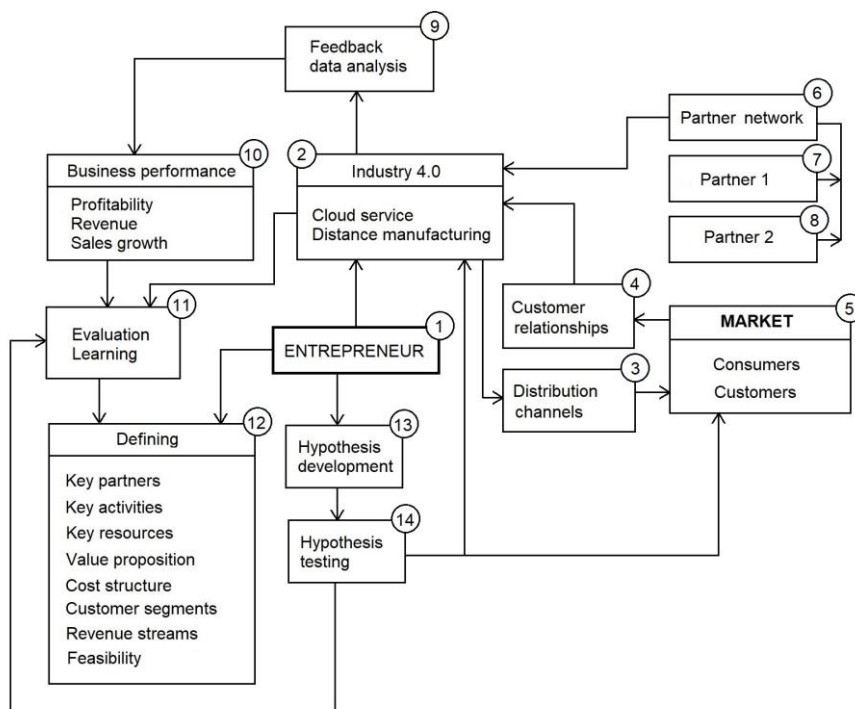 9
Feedback
data analysis
6
Partner network
10
Business performance
Profitability
Revenue
Sales growth
2
Industry 4.0
Cloud service
Distance manufacturing
7
Partner 1
8
Partner 2
11
Evaluation
Learning
1
ENTREPRENEUR
4
Customer
relationships
5
MARKET
Consumers
Customers
3
Distribution
channels
12
Defining
Key partners
Key activities
Key resources
Value proposition
Cost structure
Customer segments
Revenue streams
Feasibility
13
Hypothesis
development
14
Hypothesis
testing